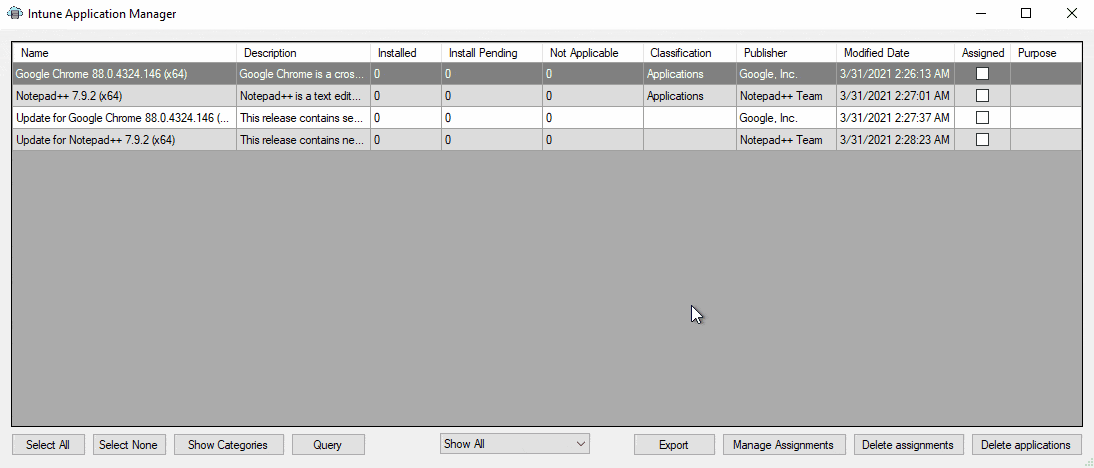 Intune Application Manager
Name Description Installed Install Pending Not Applicable Classification Publisher Modified Date Assigned Purpose
Google Chrome 88.0.4324.146 (x64) Google Chrome is a cros... 0 0 0 Applications Google, Inc. 3/31/2021 2:26:13 AM
Notepad++ 7.9.2 (x64) Notepad++ is a text edit... 0 0 0 Applications Notepad++ Team 3/31/2021 2:27:01 AM
Update for Google Chrome 88.0.4324.146 (... This release contains se... 0 0 0 Google, Inc. 3/31/2021 2:27:37 AM
Update for Notepad++ 7.9.2 (x64) This release contains ne... 0 0 0 Notepad++ Team 3/31/2021 2:28:23 AM
Select All Select None Show Categories Query Show All Export Manage Assignments Delete assignments Delete applications